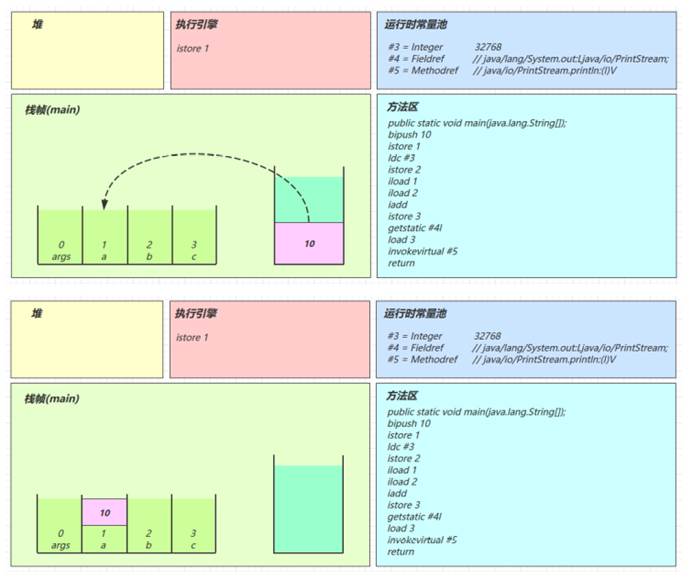 堆
执行引擎
istore 1
运行时常量池
#3 = Integer 32768
#4 = Fieldref // java/lang/System.out:Ljava/io/PrintStream;
#5 = Methodref // java/io/PrintStream.println:(I)V
栈帧(main)
10
0 1 2 3
args a b c
方法区
public static void main(java.lang.String[]);
bipush 10
istore 1
ldc #3
istore 2
iload 1
iload 2
iadd
istore 3
getstatic #4l
load 3
invokevirtual #5
return
堆
执行引擎
istore 1
运行时常量池
#3 = Integer 32768
#4 = Fieldref // java/lang/System.out:Ljava/io/PrintStream;
#5 = Methodref // java/io/PrintStream.println:(I)V
栈帧(main)
10
0 1 2 3
args a b c
方法区
public static void main(java.lang.String[]);
bipush 10
istore 1
ldc #3
istore 2
iload 1
iload 2
iadd
istore 3
getstatic #4l
load 3
invokevirtual #5
return